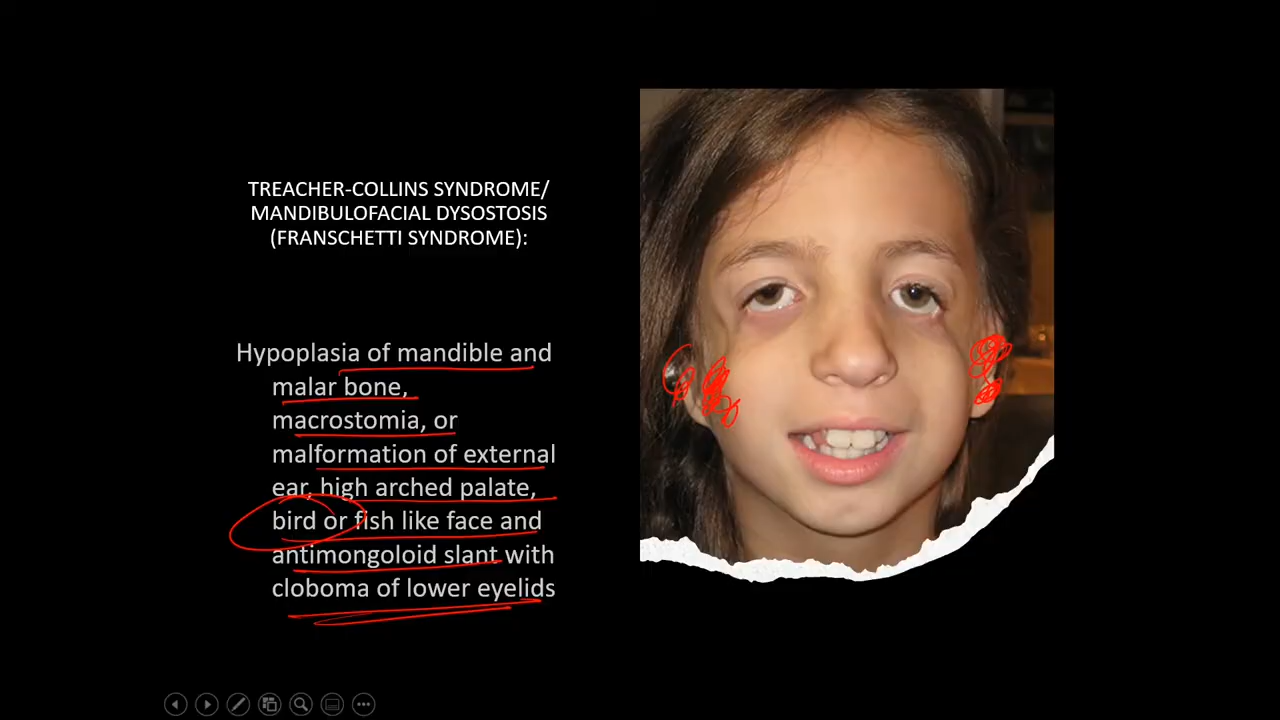 TREACHER-COLLINS SYNDROME/
MANDIBULOFACIAL DYSOSTOSIS
(FRANSCHETTI SYNDROME):
Hypoplasia of mandible and
malar bone,
macrostomia, or
malformation of external
ear, high arched palate,
bird or fish like face and
antimongoloid slant with
cloboma of lower eyelids